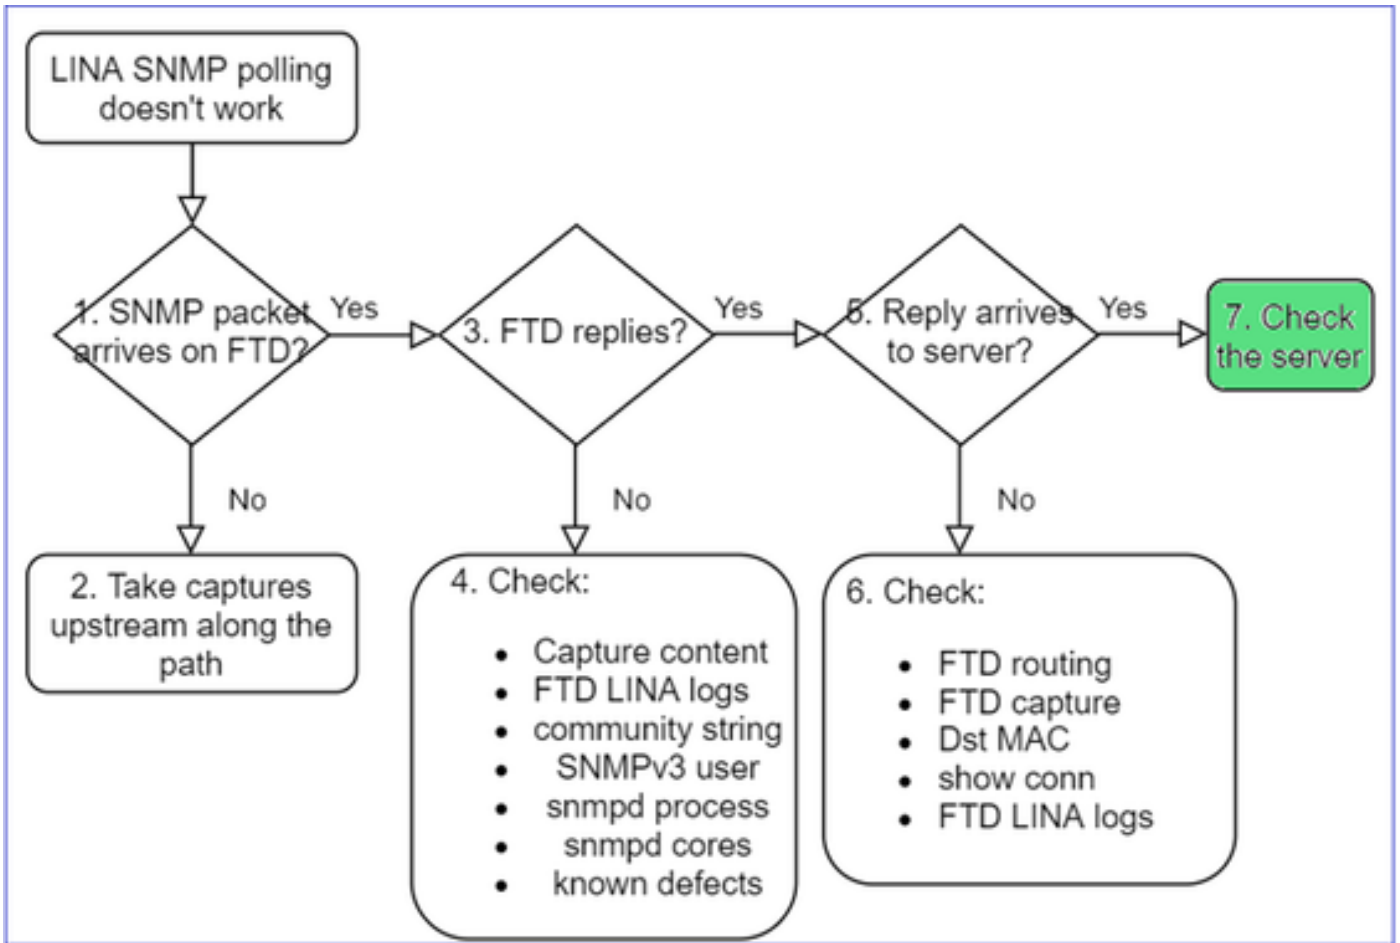 LINA SNMP polling
doesn't work
1. SNMP packet
arrives on FTD?
Yes
No
2. Take captures
upstream along the
path
3. FTD replies?
Yes
No
4. Check:
• Capture content
• FTD LINA logs
• community string
• SNMPv3 user
• snmpd process
• snmpd cores
• known defects
5. Reply arrives
to server?
Yes
No
6. Check:
• FTD routing
• FTD capture
• Dst MAC
• show conn
• FTD LINA logs
7. Check
the server